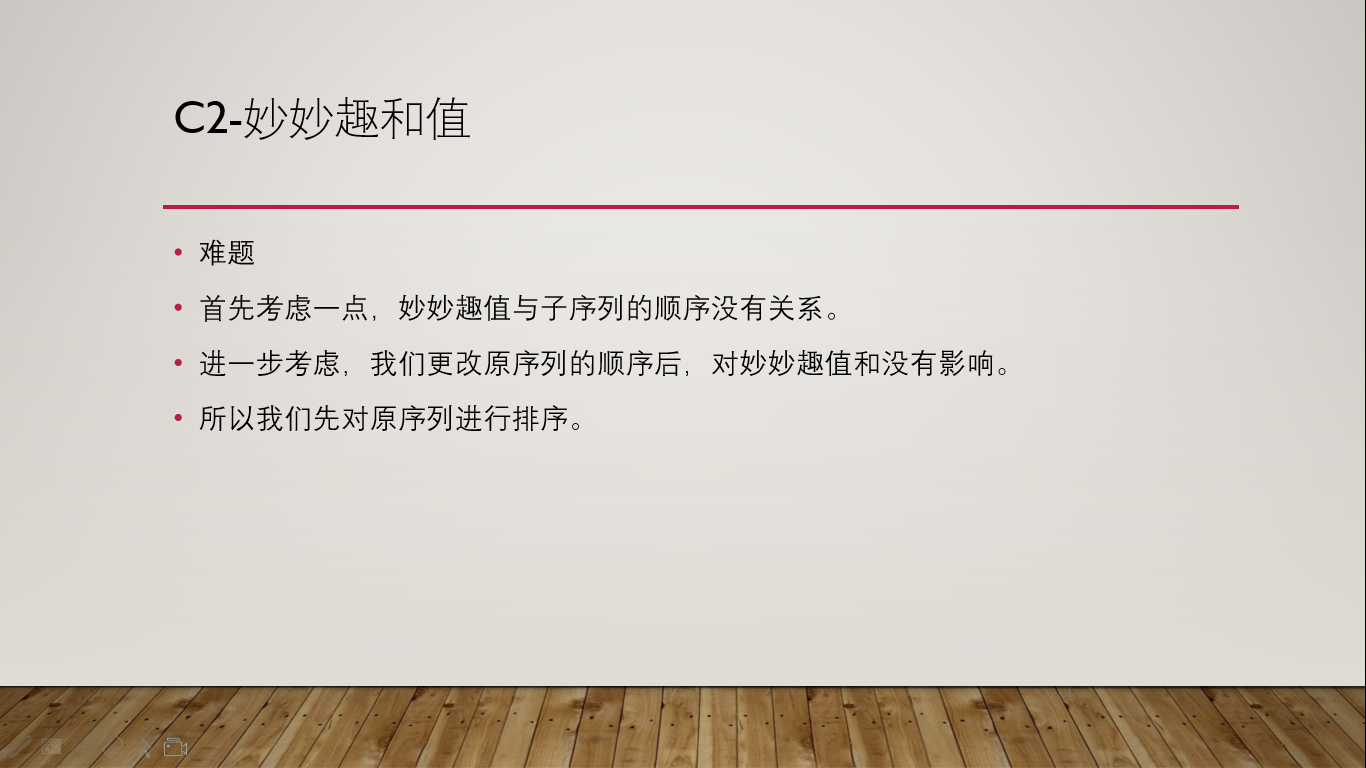 C2-妙妙趣和值
• 难题
• 首先考虑一点，妙妙趣值与子序列的顺序没有关系。
• 进一步考虑，我们更改原序列的顺序后，对妙妙趣值和没有影响。
• 所以我们先对原序列进行排序。